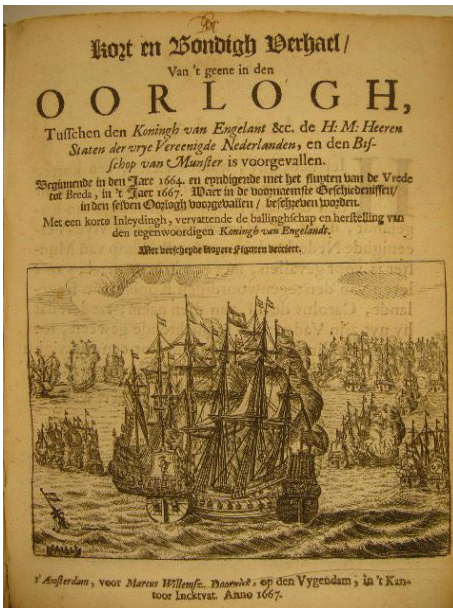 Kort en Bondigh Verhael/
Van 't geene in den
OORLOGH,
Tusschen den Koningh van Engelant &c. de H: M: Heeren
Staten der vrye Vereenigde Nederlanden, en den Bis-
schop van Munster is voorgevallen.
Beginnende in den Jare 1664. en eyndigende met het sluyten van de Vrede
tot Breda, in 't Jaer 1667. Waer in de voornaemste Geschiedenissen/
in den selven Oorlogh voorgevallen/ beschreven worden.
Met een korte Inleydingh, vervattende de ballinghschap en herstelling van
den tegenwoordigen Koningh van Engelande.
Met verscheyde kopere Figuren verciert.
t' Amsterdam, voor Marcus Willemsz. Doornick, op den Vygendam, in 't Kan-
toor Incktvat. Anno 1667.